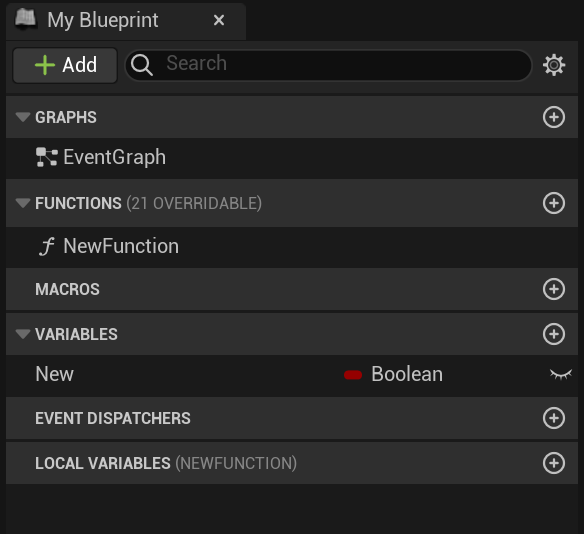 My Blueprint
Add
Search
GRAPHS
EventGraph
FUNCTIONS (21 OVERRIDABLE)
NewFunction
MACROS
VARIABLES
New Boolean
EVENT DISPATCHERS
LOCAL VARIABLES (NEWFUNCTION)